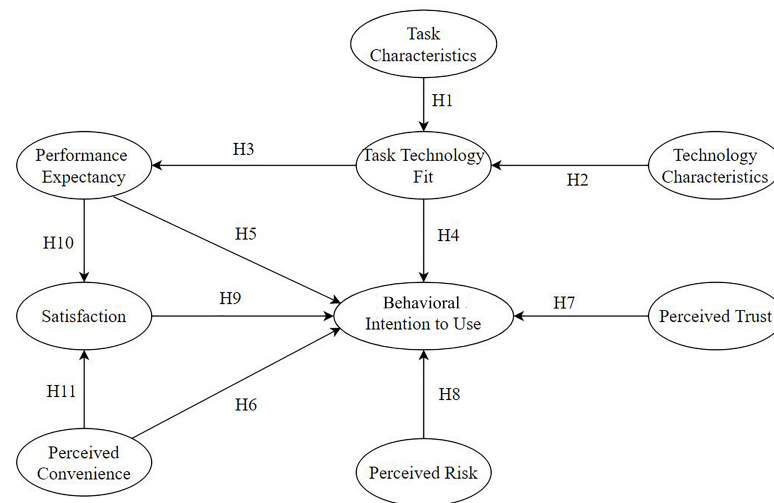 Task
Characteristics
H1
Performance
Expectancy
H3
Task Technology
Fit
H2
Technology
Characteristics
H10
H5
H4
Satisfaction
H9
Behavioral
Intention to Use
H7
Perceived Trust
H11
H6
H8
Perceived
Convenience
Perceived Risk